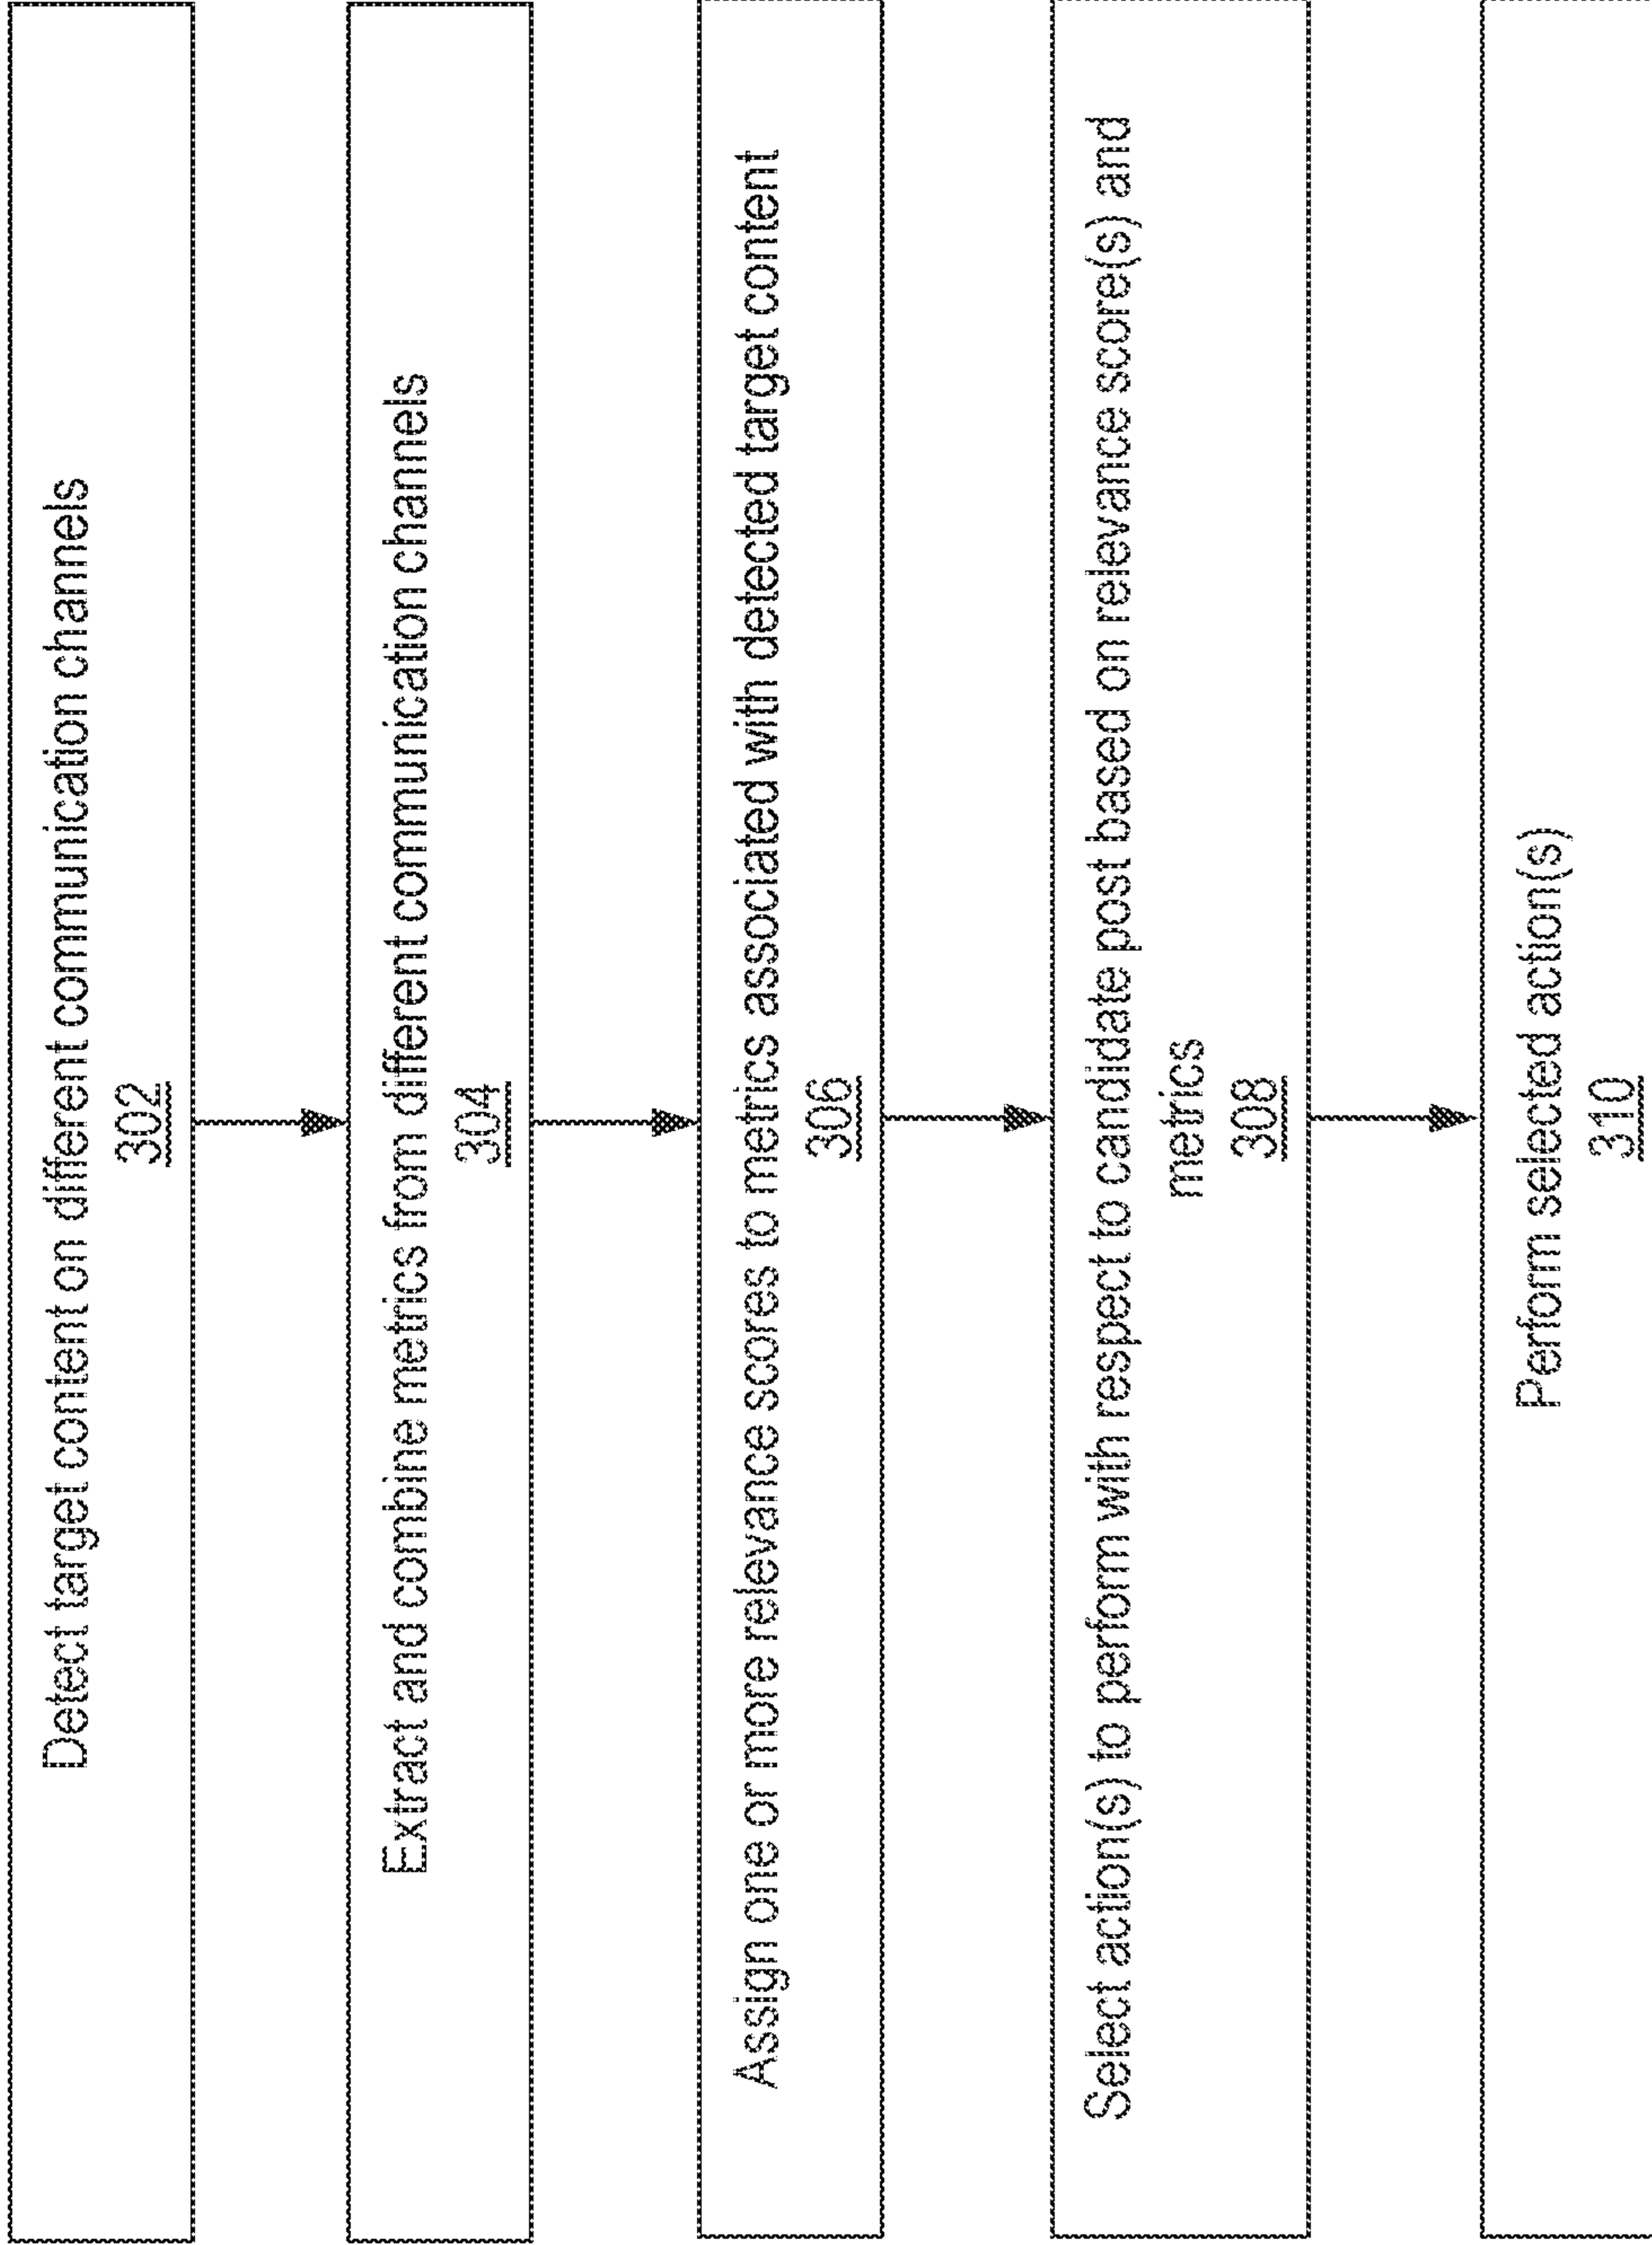 Detect target content on different communication channels
302
Extract and combine metrics from different communication channels
304
Assign one or more relevance scores to metrics associated with detected target content
306
Select action(s) to perform with respect to candidate post based on relevance score(s) and
metrics
308
Perform selected action(s)
310